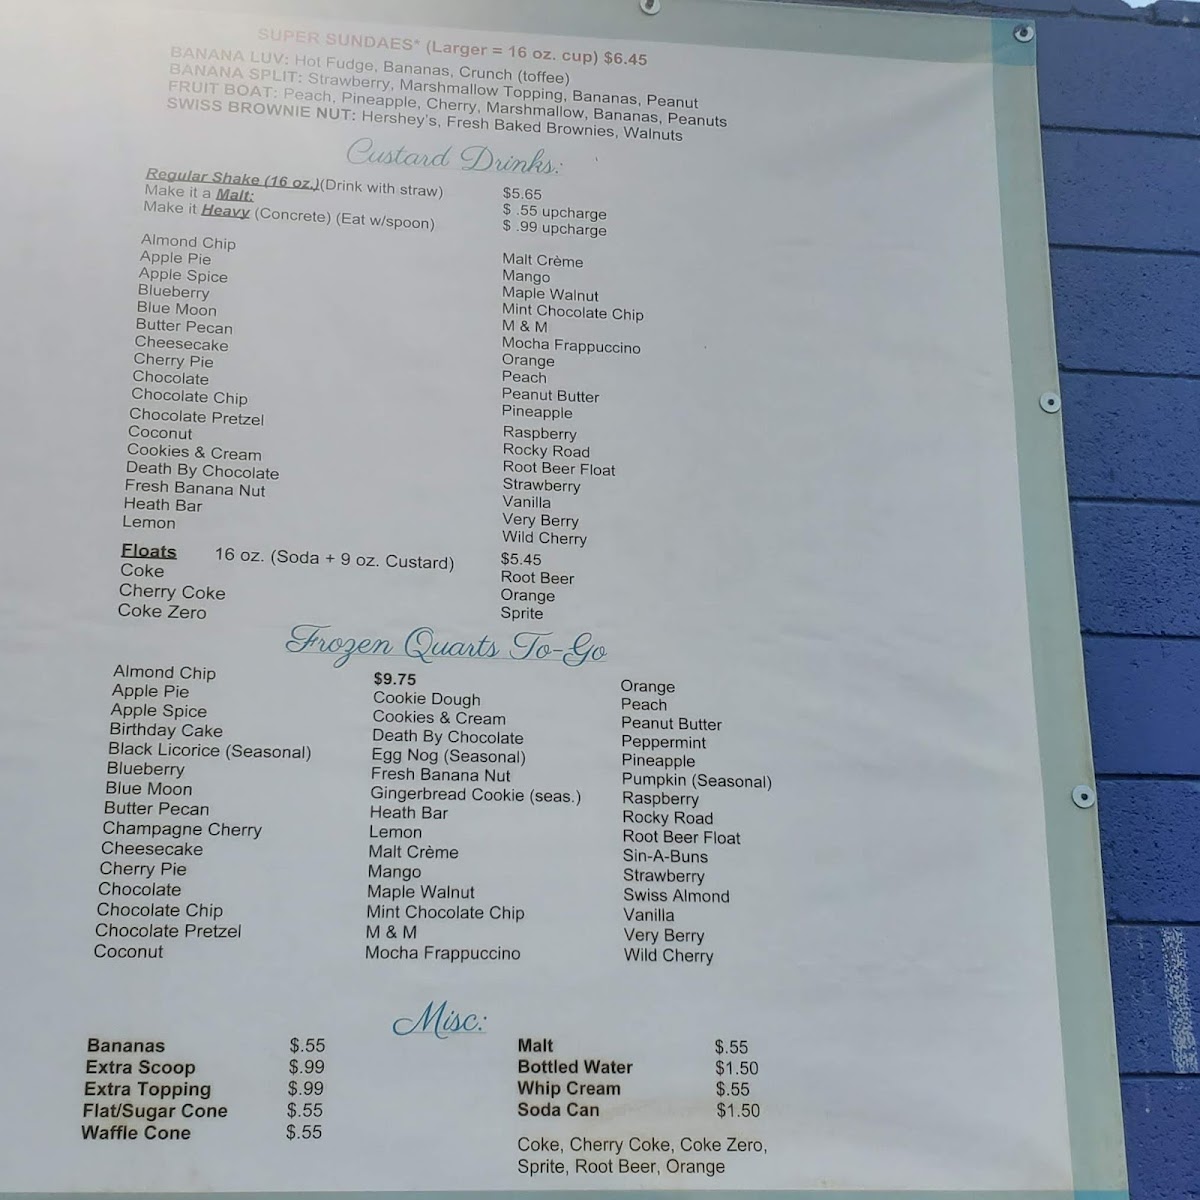 SUPER SUNDAES* (Larger = 16 oz. cup) $6.45
BANANA LUV: Hot Fudge, Bananas, Crunch (toffee)
BANANA SPLIT: Strawberry, Marshmallow Topping, Bananas, Peanut
FRUIT BOAT: Peach, Pineapple, Cherry, Marshmallow, Bananas, Peanuts
SWISS BROWNIE NUT: Hershey's, Fresh Baked Brownies, Walnuts
Custard Drinks:
Regular Shake (16 oz.)(Drink with straw) $5.65
Make it a Malt: $ .55 upcharge
Make it Heavy (Concrete) (Eat w/spoon) $ .99 upcharge
Almond Chip
Apple Pie
Apple Spice
Blueberry
Blue Moon
Butter Pecan
Cheesecake
Cherry Pie
Chocolate
Chocolate Chip
Chocolate Pretzel
Coconut
Cookies & Cream
Death By Chocolate
Fresh Banana Nut
Heath Bar
Lemon
Malt Crème
Mango
Maple Walnut
Mint Chocolate Chip
M & M
Mocha Frappuccino
Orange
Peach
Peanut Butter
Pineapple
Raspberry
Rocky Road
Root Beer Float
Strawberry
Vanilla
Very Berry
Wild Cherry
Floats 16 oz. (Soda + 9 oz. Custard) $5.45
Coke
Cherry Coke
Coke Zero
Root Beer
Orange
Sprite
Frozen Quarts To-Go
Almond Chip
Apple Pie
Apple Spice
Birthday Cake
Black Licorice (Seasonal)
Blueberry
Blue Moon
Butter Pecan
Champagne Cherry
Cheesecake
Cherry Pie
Chocolate
Chocolate Chip
Chocolate Pretzel
Coconut
$9.75
Cookie Dough
Cookies & Cream
Death By Chocolate
Egg Nog (Seasonal)
Fresh Banana Nut
Gingerbread Cookie (seas.)
Heath Bar
Lemon
Malt Crème
Mango
Maple Walnut
Mint Chocolate Chip
M & M
Mocha Frappuccino
Orange
Peach
Peanut Butter
Peppermint
Pineapple
Pumpkin (Seasonal)
Raspberry
Rocky Road
Root Beer Float
Sin-A-Buns
Strawberry
Swiss Almond
Vanilla
Very Berry
Wild Cherry
Misc:
Bananas $.55
Extra Scoop $.99
Extra Topping $.99
Flat/Sugar Cone $.55
Waffle Cone $.55
Malt $.55
Bottled Water $1.50
Whip Cream $.55
Soda Can $1.50
Coke, Cherry Coke, Coke Zero,
Sprite, Root Beer, Orange